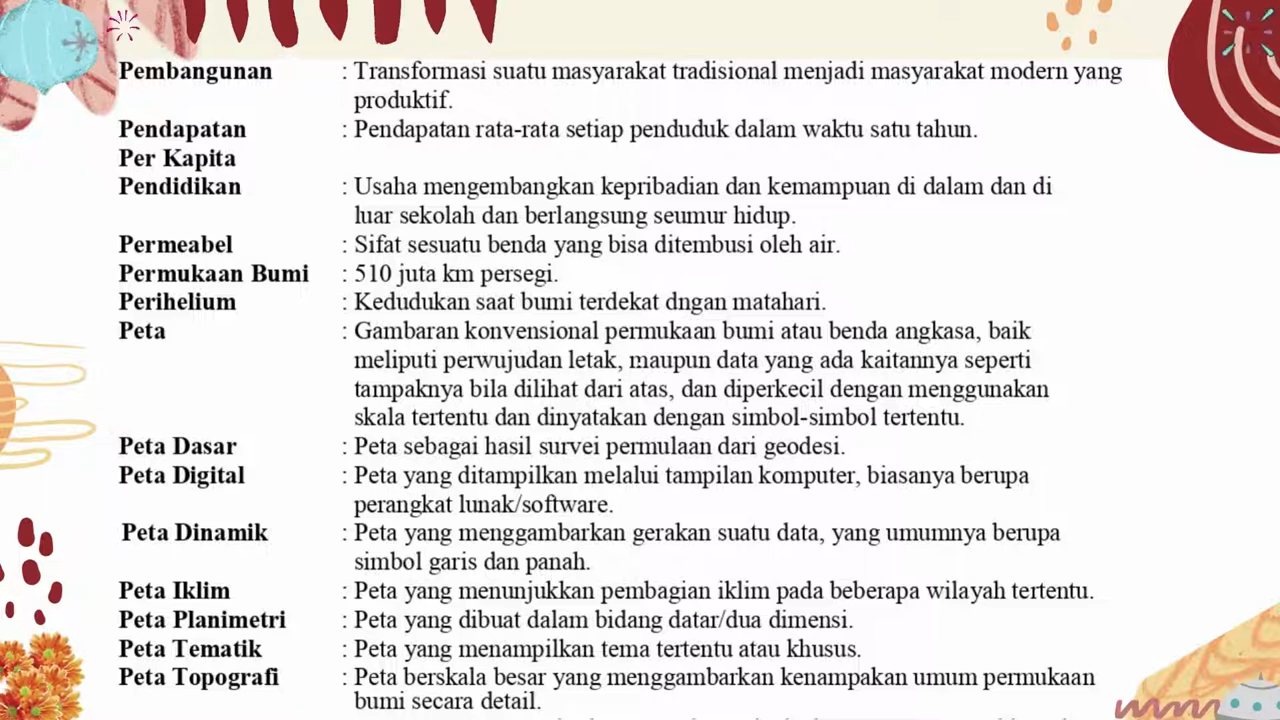 Pembangunan : Transformasi suatu masyarakat tradisional menjadi masyarakat modern yang
produktif.
Pendapatan : Pendapatan rata-rata setiap penduduk dalam waktu satu tahun.
Per Kapita
Pendidikan : Usaha mengembangkan kepribadian dan kemampuan di dalam dan di
luar sekolah dan berlangsung seumur hidup.
Permeabel : Sifat sesuatu benda yang bisa ditembusi oleh air.
Permukaan Bumi : 510 juta km persegi.
Perihelium : Kedudukan saat bumi terdekat dngan matahari.
Peta : Gambaran konvensional permukaan bumi atau benda angkasa, baik
meliputi perwujudan letak, maupun data yang ada kaitannya seperti
tampaknya bila dilihat dari atas, dan diperkecil dengan menggunakan
skala tertentu dan dinyatakan dengan simbol-simbol tertentu.
Peta Dasar : Peta sebagai hasil survei permulaan dari geodesi.
Peta Digital : Peta yang ditampilkan melalui tampilan komputer, biasanya berupa
perangkat lunak/software.
Peta Dinamik : Peta yang menggambarkan gerakan suatu data, yang umumnya berupa
simbol garis dan panah.
Peta Iklim : Peta yang menunjukkan pembagian iklim pada beberapa wilayah tertentu.
Peta Planimetri : Peta yang dibuat dalam bidang datar/dua dimensi.
Peta Tematik : Peta yang menampilkan tema tertentu atau khusus.
Peta Topografi : Peta berskala besar yang menggambarkan kenampakan umum permukaan
bumi secara detail.